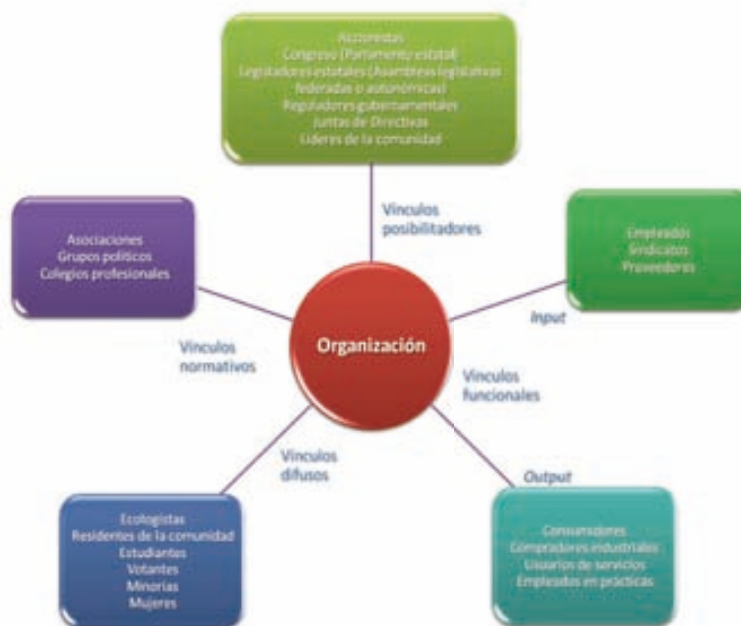 Accionistas
Congreso (Parlamento estatal)
Legisladores estatales (Asambleas legislativas
federadas o autonómicas)
Reguladores gubernamentales
Juntas de Directivas
Líderes de la comunidad
Vínculos
posibilitadores
Asociaciones
Grupos políticos
Colegios profesionales
Empleados
Sindicatos
Proveedores
Input
Organización
Vínculos
normativos
Vínculos
funcionales
Vínculos
difusos
Output
Ecologistas
Residentes de la comunidad
Estudiantes
Votantes
Minorías
Mujeres
Consumidores
Compradores industriales
Usuarios de servicios
Empleados en prácticas